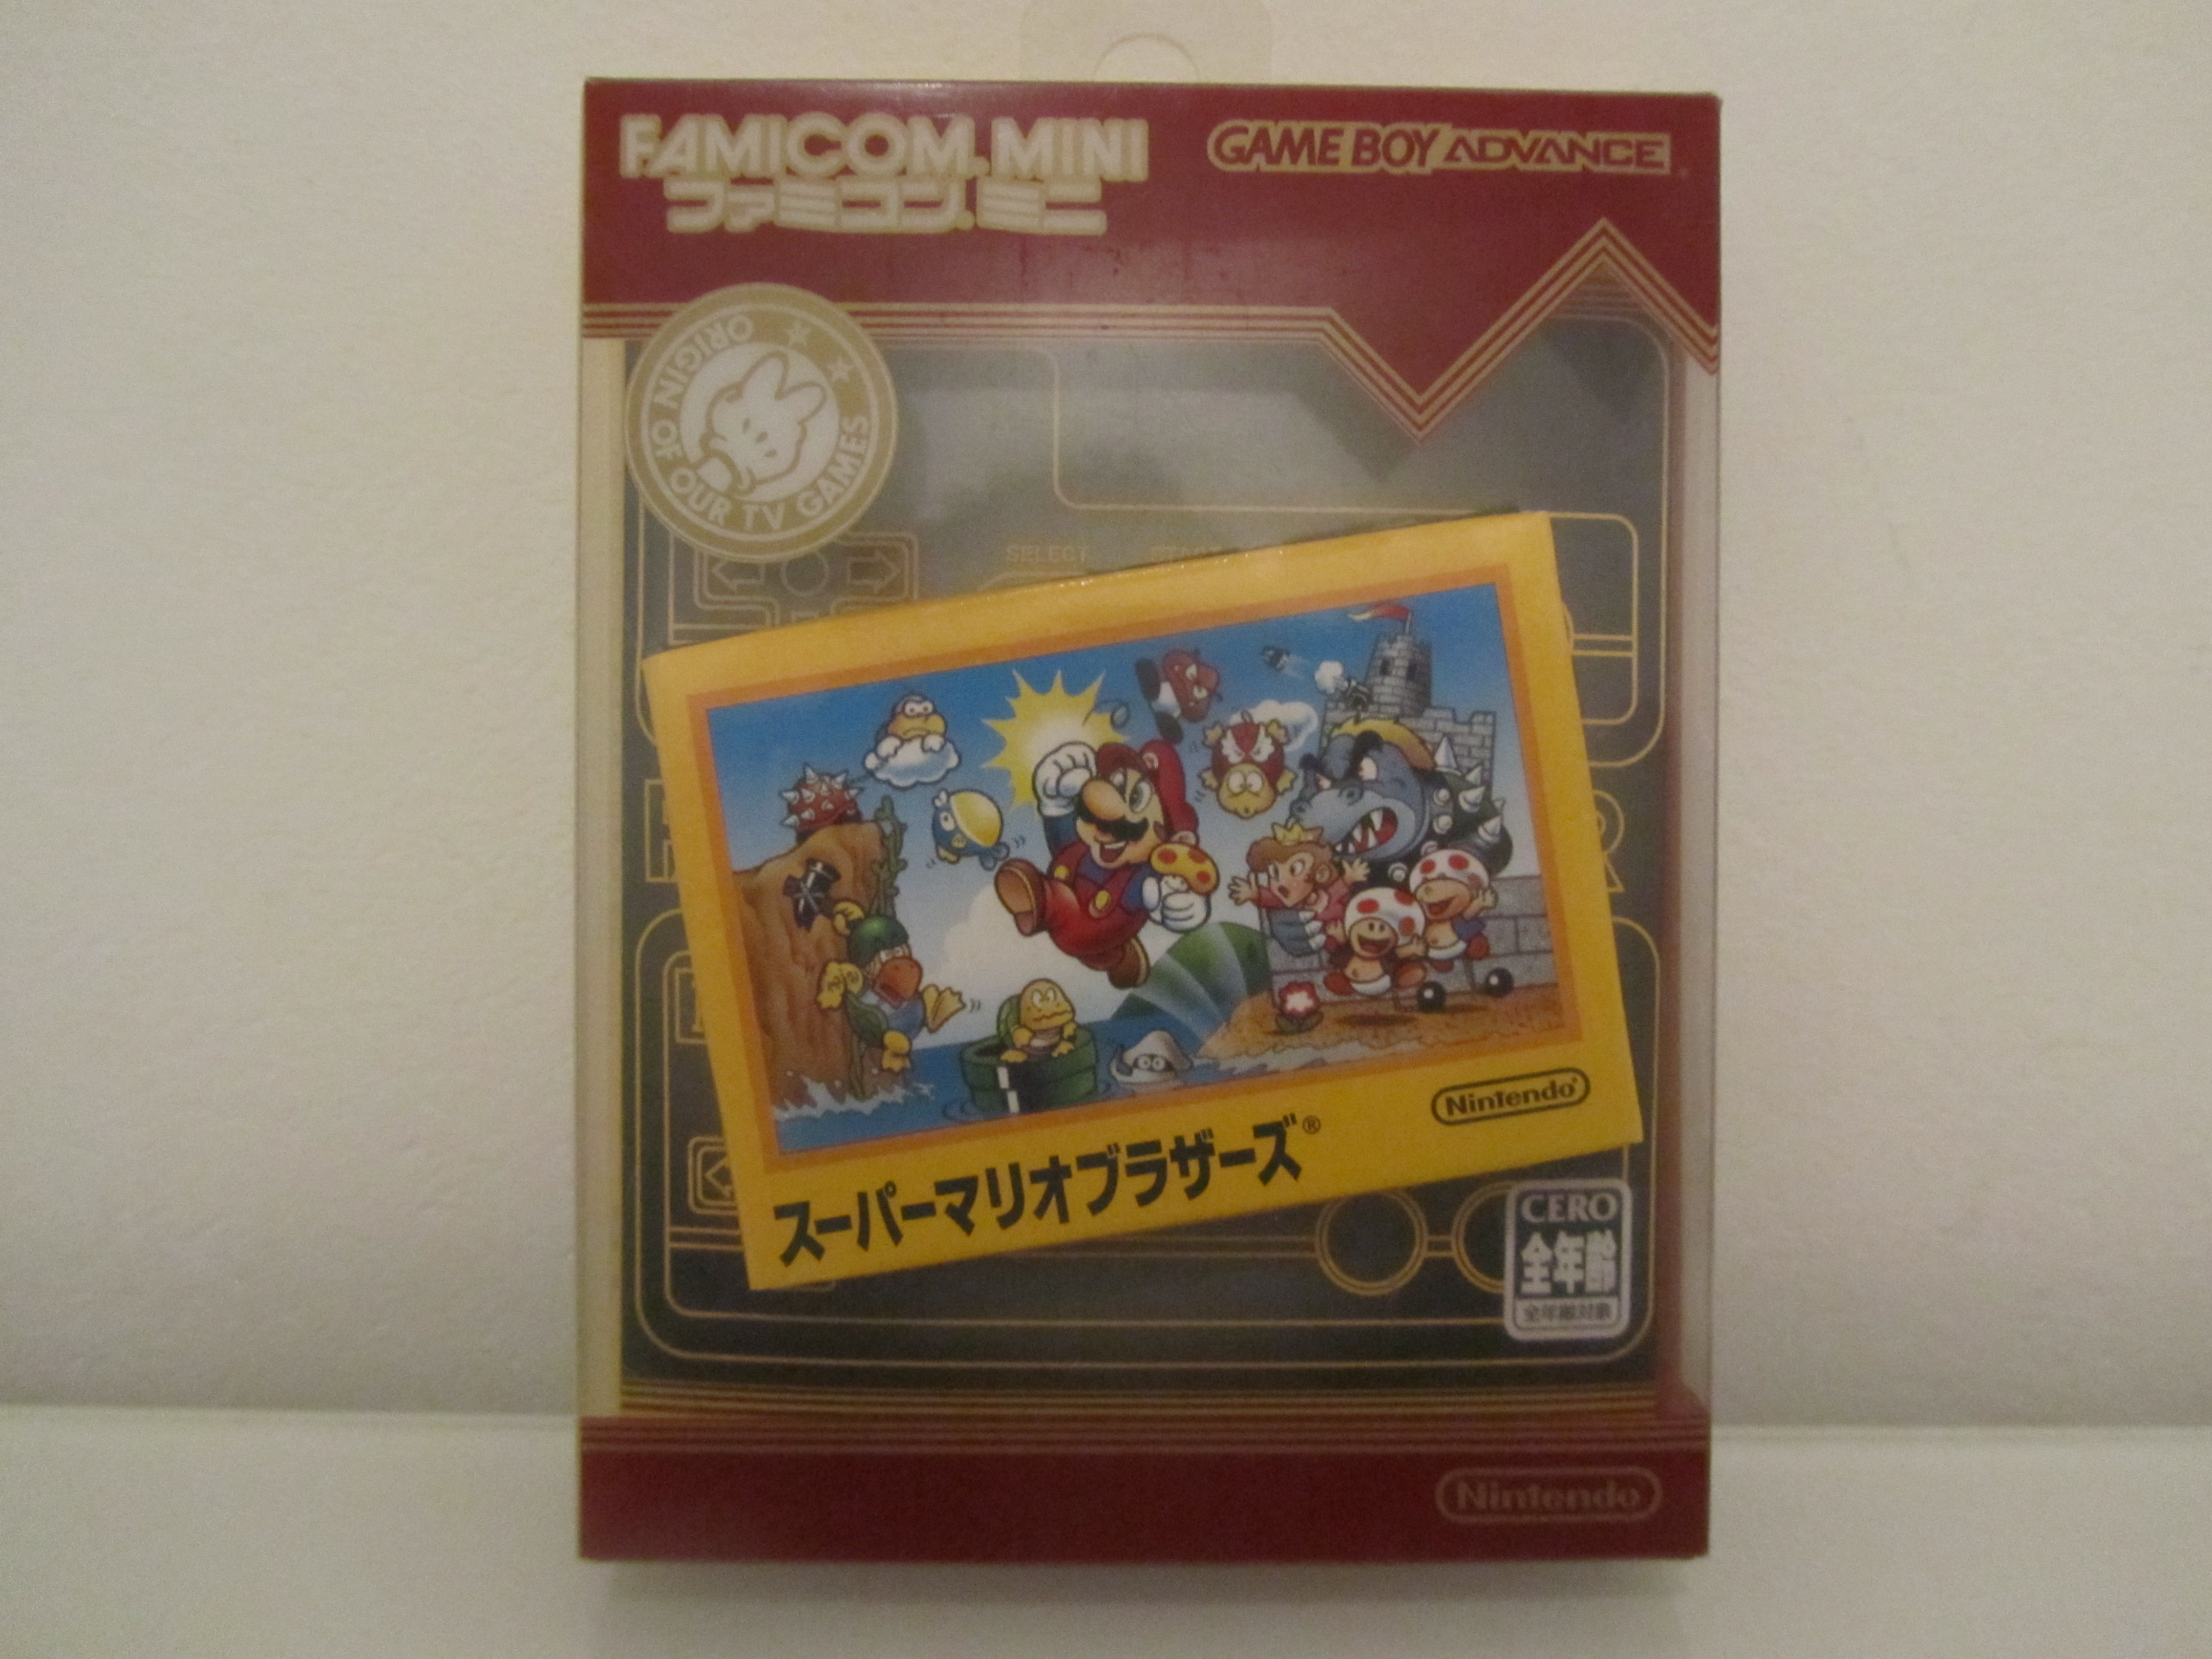 FAMICOM MINI
ファミコン ミニ
GAME BOY ADVANCE
ORIGIN OF OUR TV GAMES
SELECT
Nintendo®
スーパーマリオブラザーズ®
CERO
全年齢
全年齢対象
Nintendo